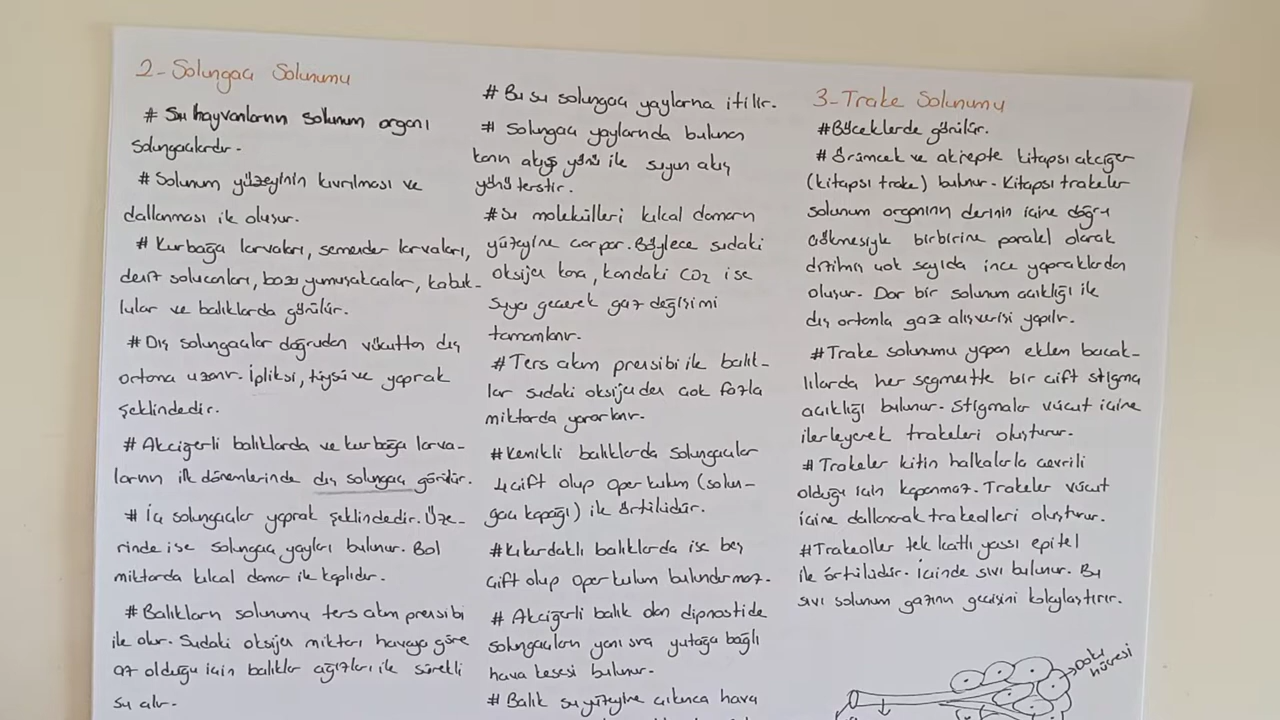 2- Solungaç Solunumu
# Su hayvanlarının solunum organı
solungaçlardır.
# Solunum yüzeyinin kıvrılması ve
dallanması ile oluşur.
# Kurbağa larvaları, semender larvaları,
deniz solucanları, bazı yumuşakçalar, kabuk-
lular ve balıklarda görülür.
# Dış solungaçlar doğrudan vücuttan dış
ortama uzanır. İpliksi, tüysü ve yaprak
şeklindedir.
# Akciğerli balıklarda ve kurbağa larva-
larının ilk dönemlerinde dış solungaç görülür.
# İç solungaçlar yaprak şeklindedir. Üze-
rinde ise solungaç yayları bulunur. Bol
miktarda kılcal damar ile kaplıdır.
# Balıkların solunumu ters akım prensibi
ile olur. Sudaki oksijen miktarı havaya göre
az olduğu için balıklar ağızları ile sürekli
su alır.
# Bu su solungaç yaylarına itilir.
# Solungaç yaylarında bulunan
kanın akış yönü ile suyun akış
yönü terstir.
# Su molekülleri kılcal damarın
yüzeyine çarpar. Böylece sudaki
oksijen kana, kandaki CO2 ise
suya geçerek gaz değişimi
tamamlanır.
# Ters akım prensibi ile balık-
lar sudaki oksijenden çok fazla
miktarda yararlanır.
# Kemikli balıklarda solungaçlar
4 çift olup operkulum (solun-
gaç kapağı) ile örtülüdür.
# Kıkırdaklı balıklarda ise beş
çift olup operkulum bulundurmaz.
# Akciğerli balık olan dipnostide
solungaçların yanı sıra yutağa bağlı
hava kesesi bulunur.
# Balık su yüzeyine çıkınca hava
3- Trake Solunumu
# Böceklerde görülür.
# Örümcek ve akrepte kitapsı akciğer
(kitapsı trake) bulunur. Kitapsı trakeler
solunum organının derinin içine doğru
çökmesiyle birbirine paralel olarak
dizilmiş çok sayıda ince yapraklardan
oluşur. Dar bir solunum açıklığı ile
dış ortamla gaz alışverişi yapılır.
# Trake solunumu yapan eklem bacak-
lılarda her segmentte bir çift stigma
açıklığı bulunur. Stigmalar vücut içine
ilerleyerek trakeleri oluşturur.
# Trakeler kitin halkalarla çevrili
olduğu için kapanmaz. Trakeler vücut
içine dallanarak trakeolleri oluşturur.
# Trakeoller tek katlı yassı epitel
ile örtülüdür. İçinde sıvı bulunur. Bu
sıvı solunum gazının geçişini kolaylaştırır.
Doku
hücresi